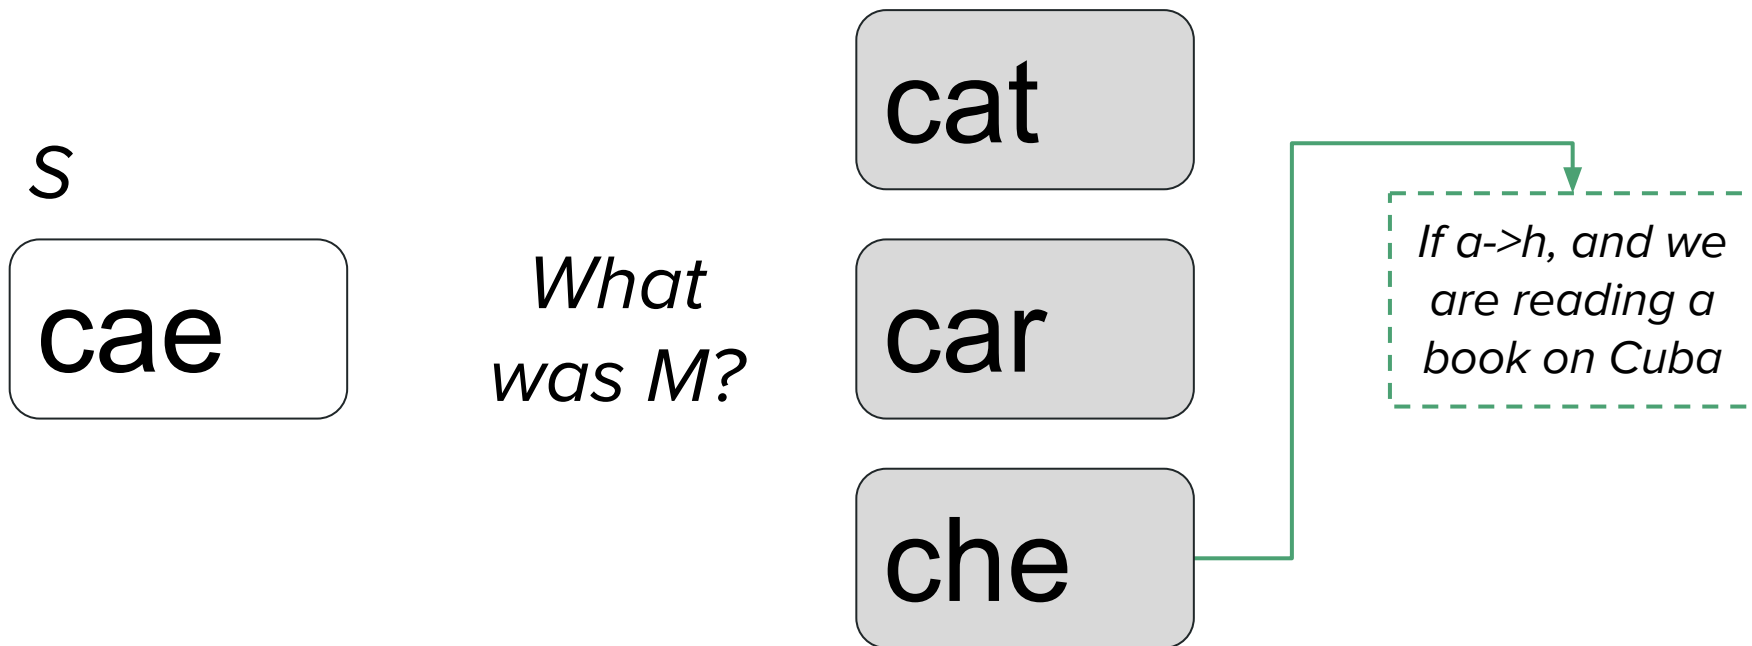 S
cae
What
was M?
cat
car
che
If a->h, and we
are reading a
book on Cuba